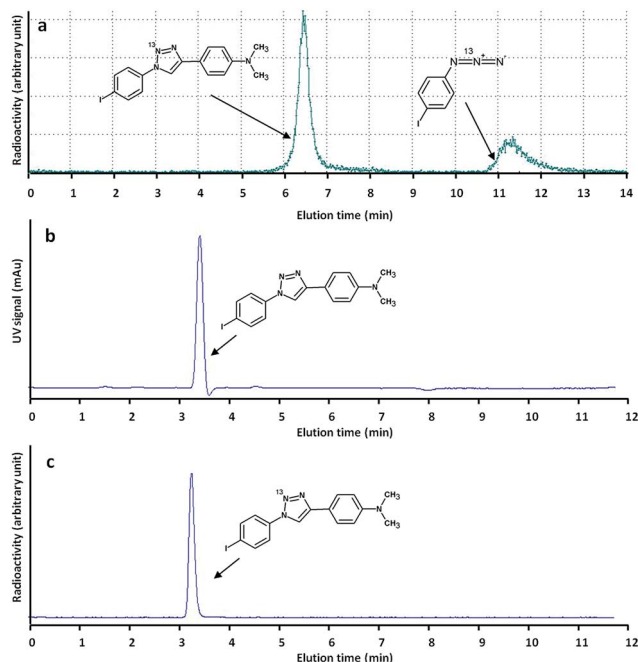 a
Radioactivity (arbitrary unit)
13
N N N
N
CH3
CH3
I
13
N N N
+ -
I
0 1 2 3 4 5 6 7 8 9 10 11 12 13 14
Elution time (min)
b
UV signal (mAu)
N N N
N
CH3
CH3
I
0 1 2 3 4 5 6 7 8 9 10 11 12
Elution time (min)
c
Radioactivity (arbitrary unit)
13
N N N
N
CH3
CH3
I
0 1 2 3 4 5 6 7 8 9 10 11 12
Elution time (min)